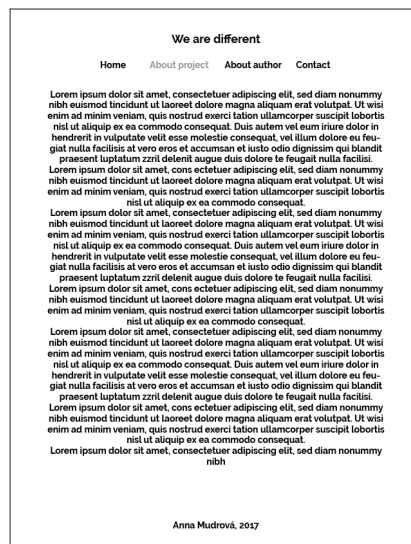 We are different
Home About project About author Contact
Lorem ipsum dolor sit amet, consectetuer adipiscing elit, sed diam nonummy
nibh euismod tincidunt ut laoreet dolore magna aliquam erat volutpat. Ut wisi
enim ad minim veniam, quis nostrud exerci tation ullamcorper suscipit lobortis
nisl ut aliquip ex ea commodo consequat. Duis autem vel eum iriure dolor in
hendrerit in vulputate velit esse molestie consequat, vel illum dolore eu feu-
giat nulla facilisis at vero eros et accumsan et iusto odio dignissim qui blandit
praesent luptatum zzril delenit augue duis dolore te feugait nulla facilisi.
Lorem ipsum dolor sit amet, cons ectetuer adipiscing elit, sed diam nonummy
nibh euismod tincidunt ut laoreet dolore magna aliquam erat volutpat. Ut wisi
enim ad minim veniam, quis nostrud exerci tation ullamcorper suscipit lobortis
nisl ut aliquip ex ea commodo consequat.
Lorem ipsum dolor sit amet, consectetuer adipiscing elit, sed diam nonummy
nibh euismod tincidunt ut laoreet dolore magna aliquam erat volutpat. Ut wisi
enim ad minim veniam, quis nostrud exerci tation ullamcorper suscipit lobortis
nisl ut aliquip ex ea commodo consequat. Duis autem vel eum iriure dolor in
hendrerit in vulputate velit esse molestie consequat, vel illum dolore eu feu-
giat nulla facilisis at vero eros et accumsan et iusto odio dignissim qui blandit
praesent luptatum zzril delenit augue duis dolore te feugait nulla facilisi.
Lorem ipsum dolor sit amet, cons ectetuer adipiscing elit, sed diam nonummy
nibh euismod tincidunt ut laoreet dolore magna aliquam erat volutpat. Ut wisi
enim ad minim veniam, quis nostrud exerci tation ullamcorper suscipit lobortis
nisl ut aliquip ex ea commodo consequat.
Lorem ipsum dolor sit amet, consectetuer adipiscing elit, sed diam nonummy
nibh euismod tincidunt ut laoreet dolore magna aliquam erat volutpat. Ut wisi
enim ad minim veniam, quis nostrud exerci tation ullamcorper suscipit lobortis
nisl ut aliquip ex ea commodo consequat. Duis autem vel eum iriure dolor in
hendrerit in vulputate velit esse molestie consequat, vel illum dolore eu feu-
giat nulla facilisis at vero eros et accumsan et iusto odio dignissim qui blandit
praesent luptatum zzril delenit augue duis dolore te feugait nulla facilisi.
Lorem ipsum dolor sit amet, cons ectetuer adipiscing elit, sed diam nonummy
nibh euismod tincidunt ut laoreet dolore magna aliquam erat volutpat. Ut wisi
enim ad minim veniam, quis nostrud exerci tation ullamcorper suscipit lobortis
nisl ut aliquip ex ea commodo consequat.
Lorem ipsum dolor sit amet, consectetuer adipiscing elit, sed diam nonummy
nibh
Anna Mudrová, 2017